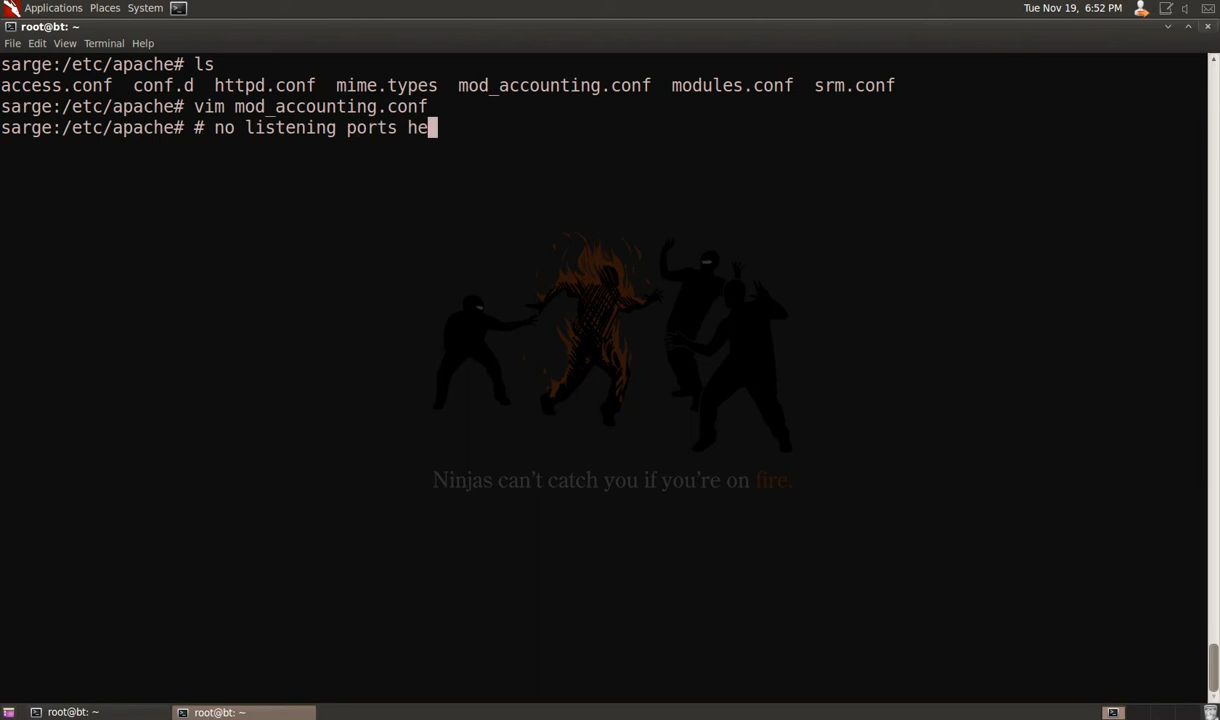 Applications Places System
Tue Nov 19, 6:52 PM
root@bt: ~
File Edit View Terminal Help
sarge:/etc/apache# ls
access.conf conf.d httpd.conf mime.types mod_accounting.conf modules.conf srm.conf
sarge:/etc/apache# vim mod_accounting.conf
sarge:/etc/apache# # no listening ports he
Ninjas can't catch you if you're on fire.
root@bt: ~
root@bt: ~